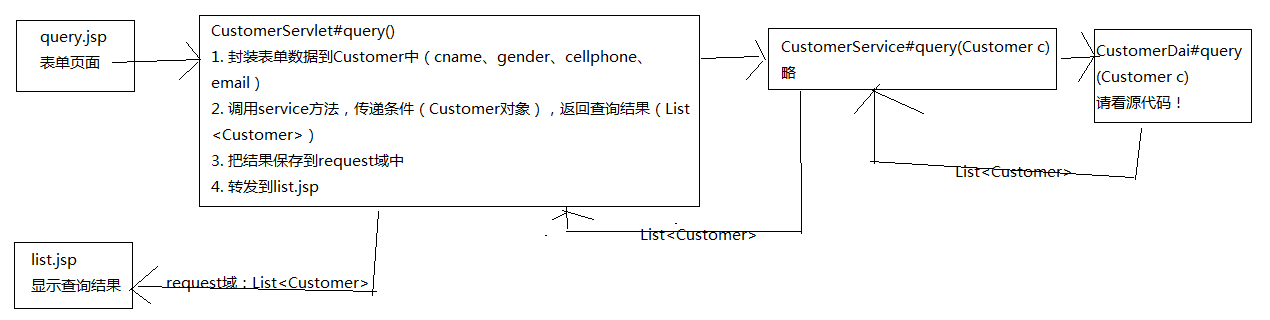 query.jsp
表单页面
CustomerServlet#query()
1. 封装表单数据到Customer中（cname、gender、cellphone、
email）
2. 调用service方法，传递条件（Customer对象），返回查询结果（List
<Customer>）
3. 把结果保存到request域中
4. 转发到list.jsp
CustomerService#query(Customer c)
略
CustomerDai#query
(Customer c)
请看源代码！
List<Customer>
List<Customer>
list.jsp
显示查询结果
request域：List<Customer>